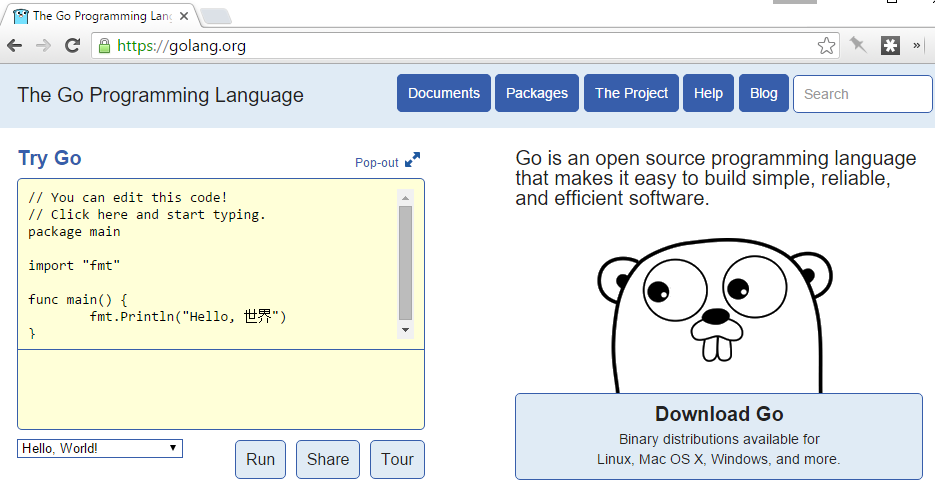 The Go Programming Lang
https://golang.org
The Go Programming Language
Documents
Packages
The Project
Help
Blog
Search
Try Go
Pop-out
// You can edit this code!
// Click here and start typing.
package main
import "fmt"
func main() {
fmt.Println("Hello, 世界")
}
Hello, World!
Run
Share
Tour
Go is an open source programming language
that makes it easy to build simple, reliable,
and efficient software.
Download Go
Binary distributions available for
Linux, Mac OS X, Windows, and more.